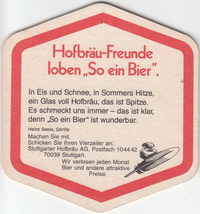 Hofbräu-Freunde
loben „So ein Bier".
In Eis und Schnee, in Sommers Hitze,
ein Glas voll Hofbräu, das ist Spitze.
Es schmeckt uns immer – das ist klar,
denn „So ein Bier" ist wunderbar.
Heinz Seela, Görlitz
Machen Sie mit.
Schicken Sie Ihren Vierzeiler an:
Stuttgarter Hofbräu AG, Postfach 104442
70039 Stuttgart.
Wir verlosen jeden Monat
Bier und andere attraktive
Preise.